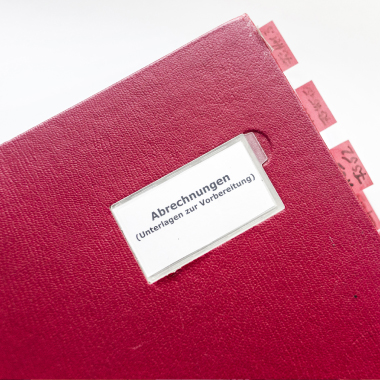 Abrechnungen
(Unterlagen zur Vorbereitung)